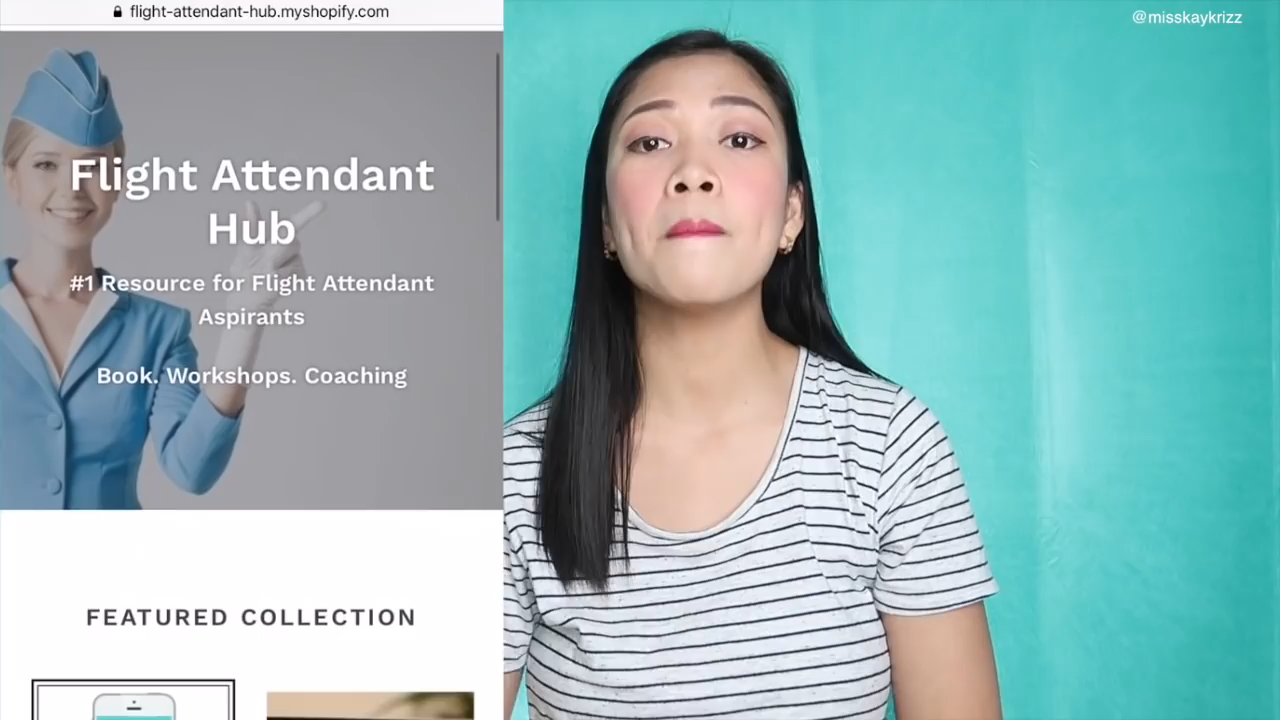 flight-attendant-hub.myshopify.com
@misskaykrizz
Flight Attendant
Hub
#1 Resource for Flight Attendant
Aspirants
Book. Workshops. Coaching
FEATURED COLLECTION